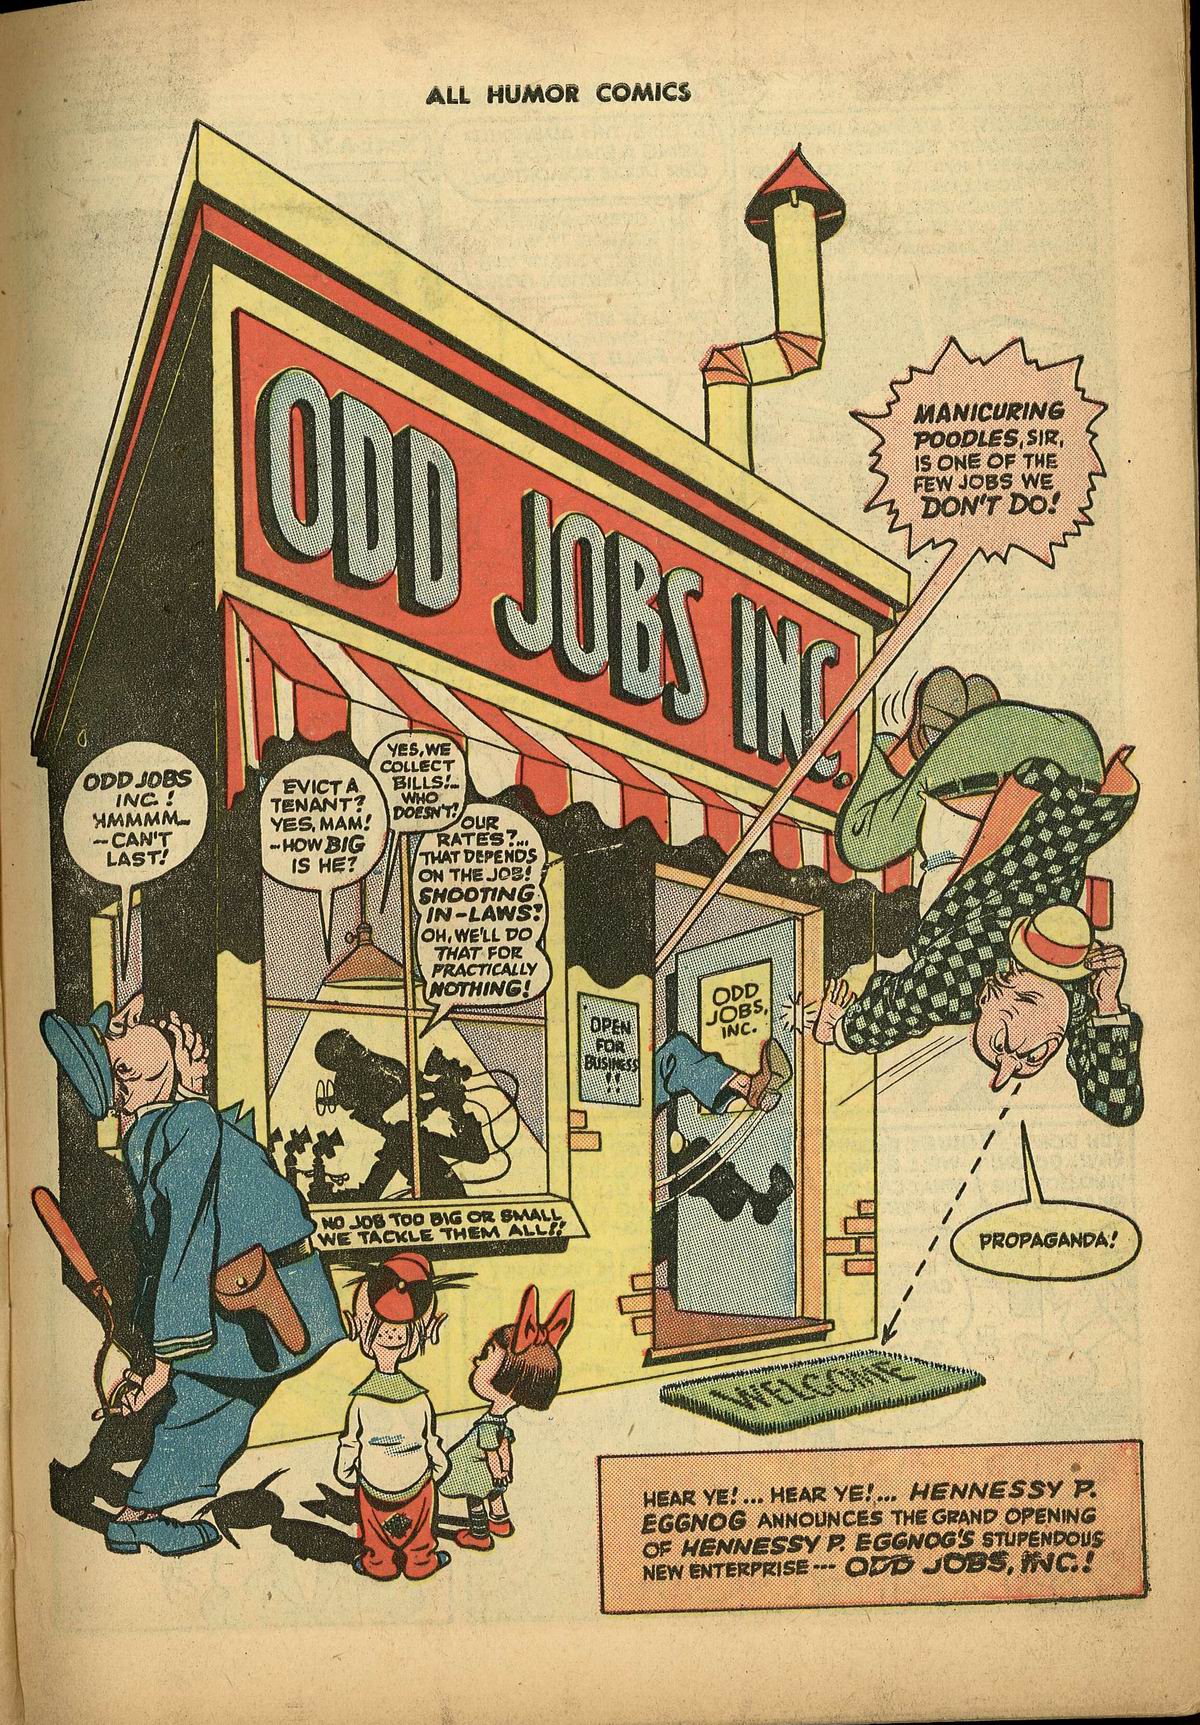 ALL HUMOR COMICS
ODD JOBS INC.
MANICURING
POODLES, SIR,
IS ONE OF THE
FEW JOBS WE
DON'T DO!
ODD JOBS
INC.!
HMMMM--
--CAN'T
LAST!
EVICT A
TENANT?
YES, MAM!
--HOW BIG
IS HE?
YES, WE
COLLECT
BILLS!--
WHO
DOESN'T?
OUR
RATES?...
THAT DEPENDS
ON THE JOB!
SHOOTING
IN-LAWS?
OH, WE'LL DO
THAT FOR
PRACTICALLY
NOTHING!
OPEN
FOR
BUSINESS
!!
ODD
JOBS,
INC.
NO JOB TOO BIG OR SMALL
WE TACKLE THEM ALL!!
PROPAGANDA!
WELCOME
HEAR YE!... HEAR YE!... HENNESSY P.
EGGNOG ANNOUNCES THE GRAND OPENING
OF HENNESSY P. EGGNOG'S STUPENDOUS
NEW ENTERPRISE --- ODD JOBS, INC.!